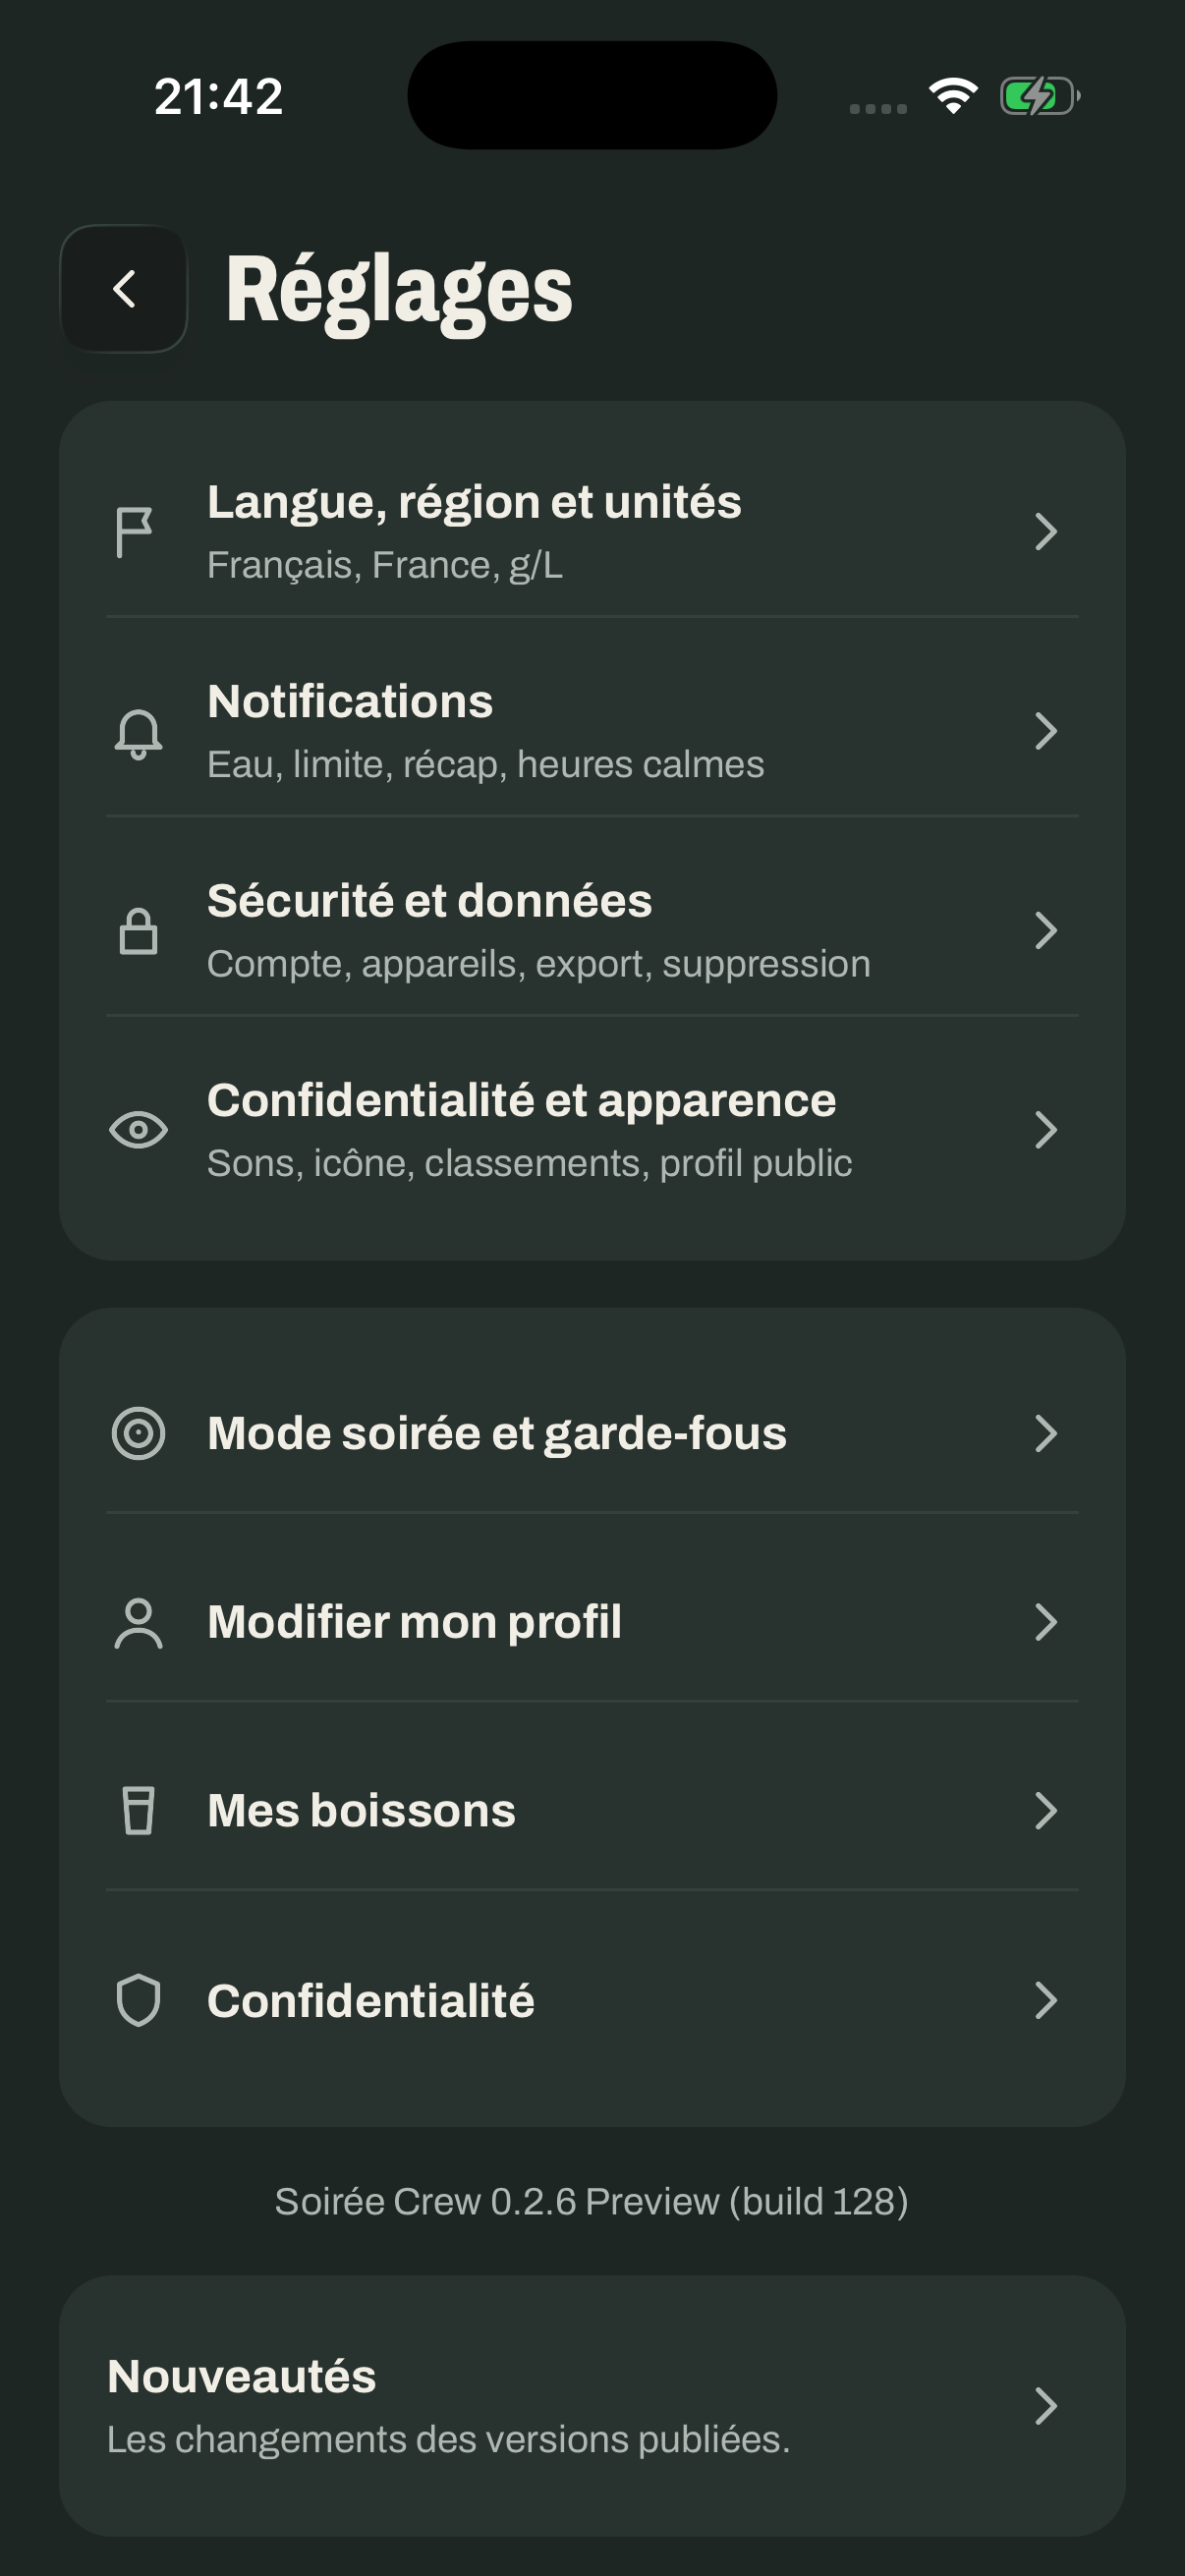 21:42
Réglages
Langue, région et unités
Français, France, g/L
Notifications
Eau, limite, récap, heures calmes
Sécurité et données
Compte, appareils, export, suppression
Confidentialité et apparence
Sons, icône, classements, profil public
Mode soirée et garde-fous
Modifier mon profil
Mes boissons
Confidentialité
Soirée Crew 0.2.6 Preview (build 128)
Nouveautés
Les changements des versions publiées.